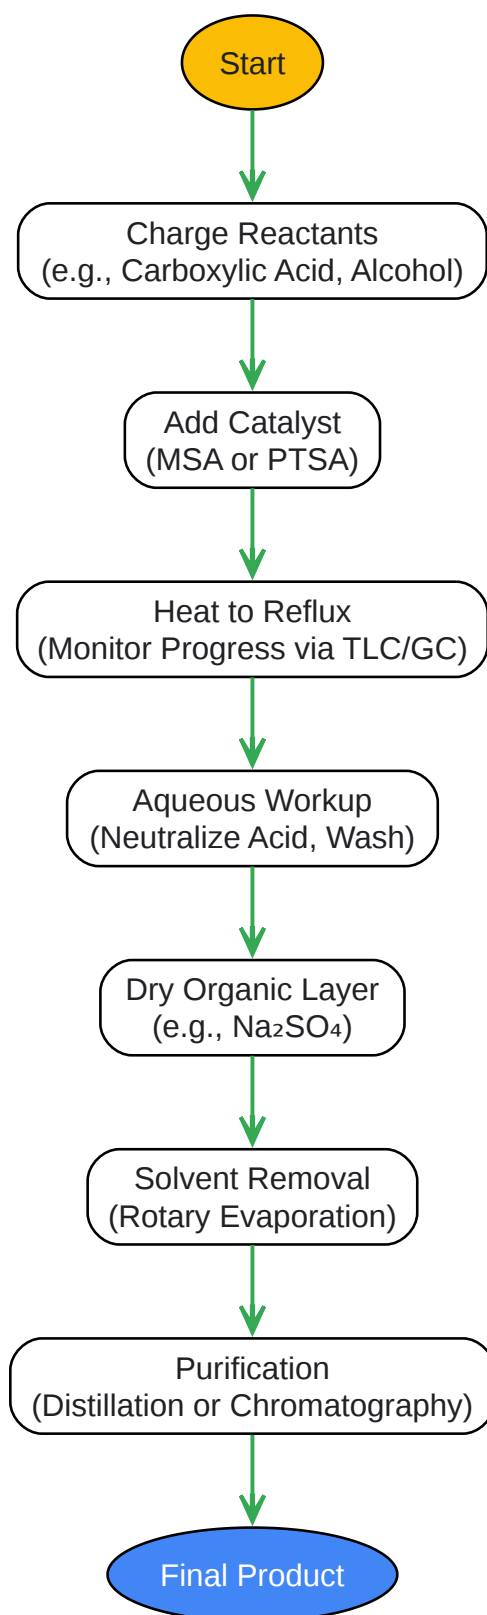 Start
Charge Reactants
(e.g., Carboxylic Acid, Alcohol)
Add Catalyst
(MSA or PTSA)
Heat to Reflux
(Monitor Progress via TLC/GC)
Aqueous Workup
(Neutralize Acid, Wash)
Dry Organic Layer
(e.g., Na₂SO₄)
Solvent Removal
(Rotary Evaporation)
Purification
(Distillation or Chromatography)
Final Product